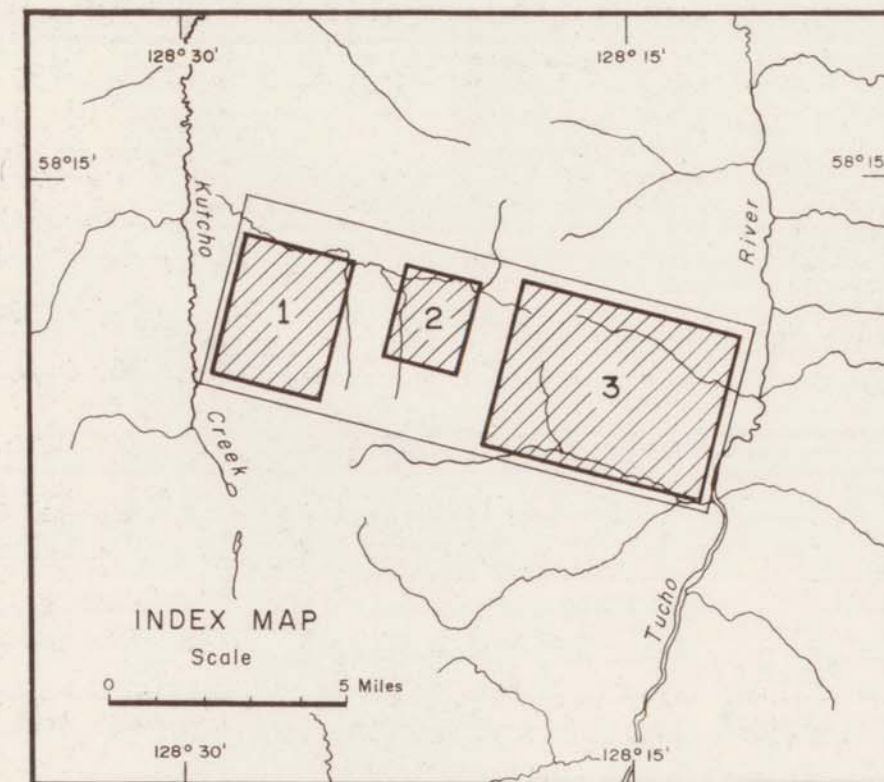 128° 30'
128° 15'
58°15'
58°15'
Kutcho
River
1
2
3
Creek
Tucho
INDEX MAP
Scale
0
5 Miles
128° 30'
128° 15'